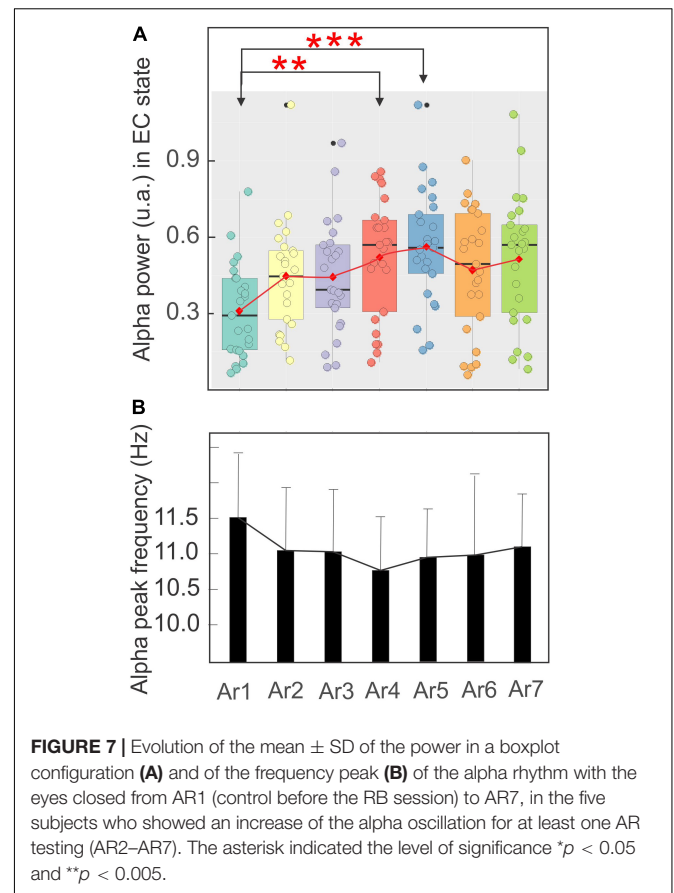 A
***
**
Alpha power (u.a.) in EC state
0.9
0.6
0.3
B
Alpha peak frequency (Hz)
11.5
11.0
10.5
10.0
Ar1 Ar2 Ar3 Ar4 Ar5 Ar6 Ar7
FIGURE 7 | Evolution of the mean ± SD of the power in a boxplot
configuration (A) and of the frequency peak (B) of the alpha rhythm with the
eyes closed from AR1 (control before the RB session) to AR7, in the five
subjects who showed an increase of the alpha oscillation for at least one AR
testing (AR2–AR7). The asterisk indicated the level of significance *p < 0.05
and **p < 0.005.